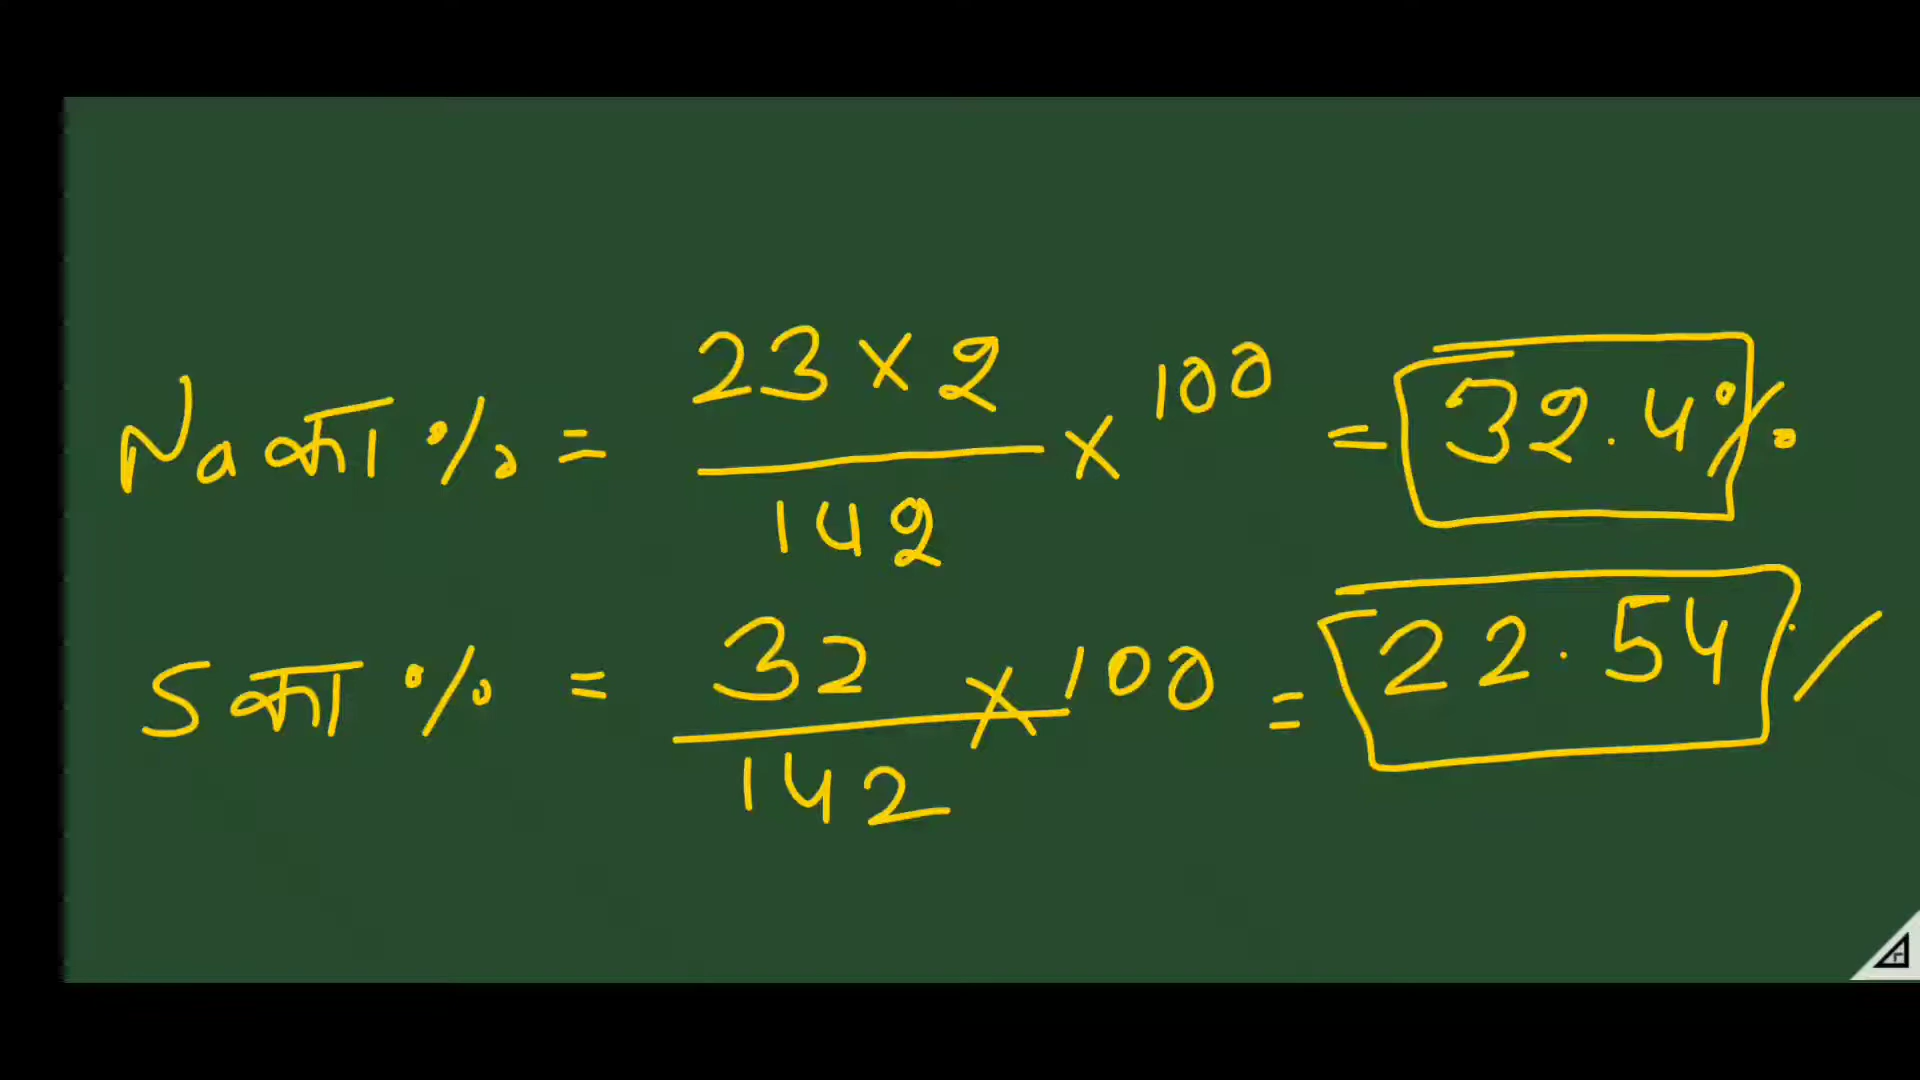 Na का % = 23 × 2 / 142 × 100 = 32.4%
S का % = 32 / 142 × 100 = 22.54 /